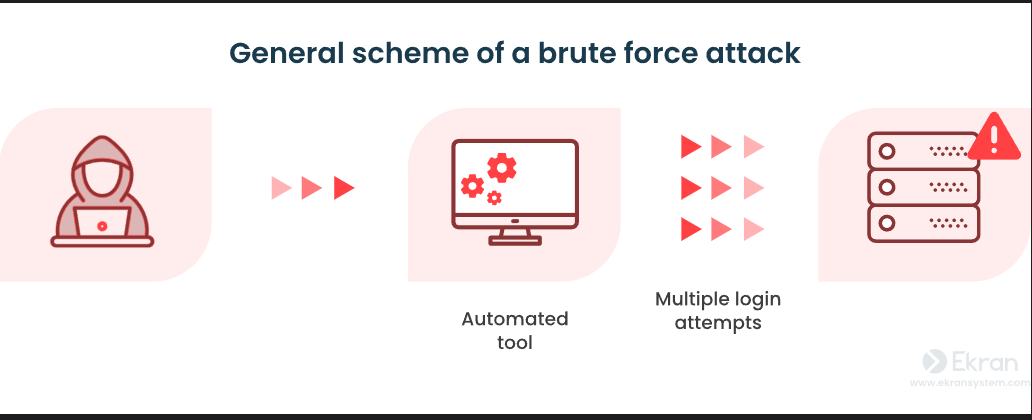 General scheme of a brute force attack
Automated
tool
Multiple login
attempts
Ekran
www.ekransystem.com